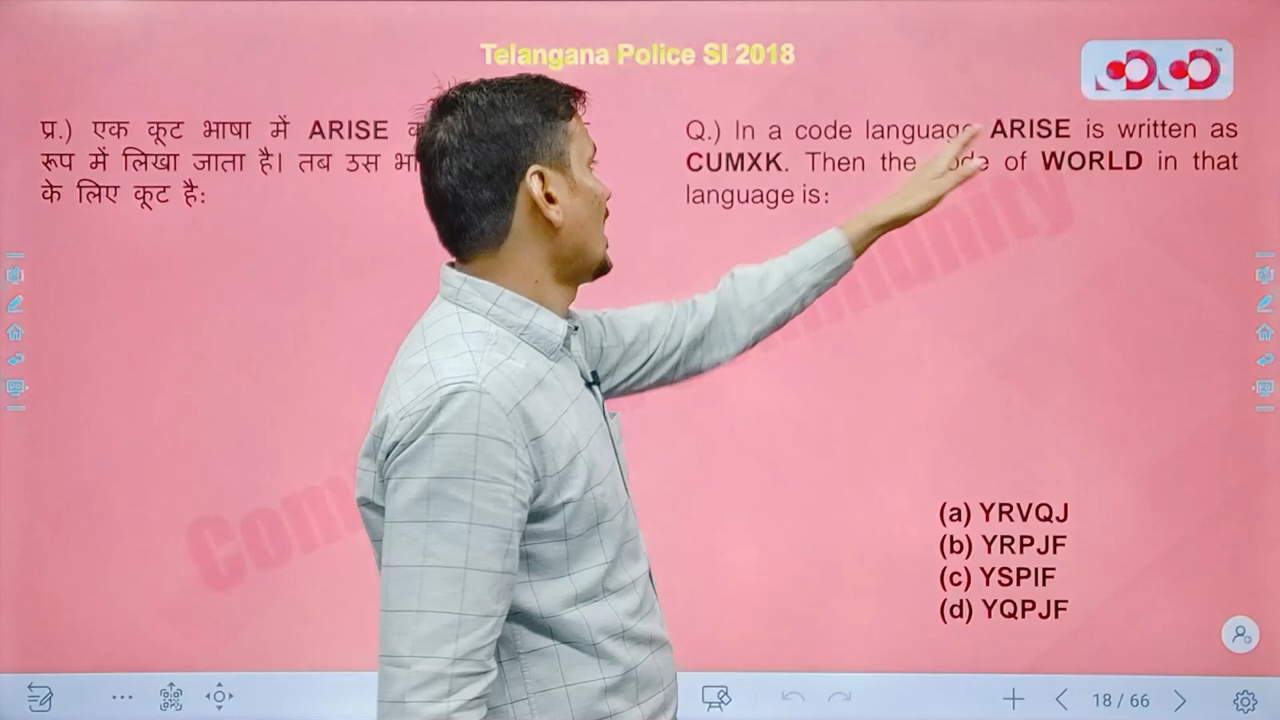 Telangana Police SI 2018
प्र.) एक कूट भाषा में ARISE
रूप में लिखा जाता है। तब उस
के लिए कूट है:
Q.) In a code language ARISE is written as
CUMXK. Then the code of WORLD in that
language is:
(a) YRVQJ
(b) YRPJF
(c) YSPIF
(d) YQPJF
18 / 66